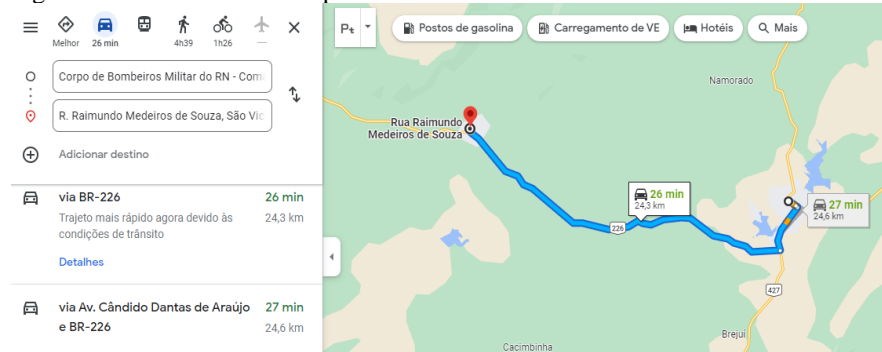 Melhor
26 min
4h39
1h26
—
Corpo de Bombeiros Militar do RN - Com
R. Raimundo Medeiros de Souza, São Vic
Adicionar destino
via BR-226
26 min
Trajeto mais rápido agora devido às
24,3 km
condições de trânsito
Detalhes
via Av. Cândido Dantas de Araújo
27 min
e BR-226
24,6 km
Postos de gasolina
Carregamento de VE
Hotéis
Mais
Namorado
Rua Raimundo
Medeiros de Souza
26 min
24,3 km
27 min
24,6 km
226
427
Brejui
Cacimbinha